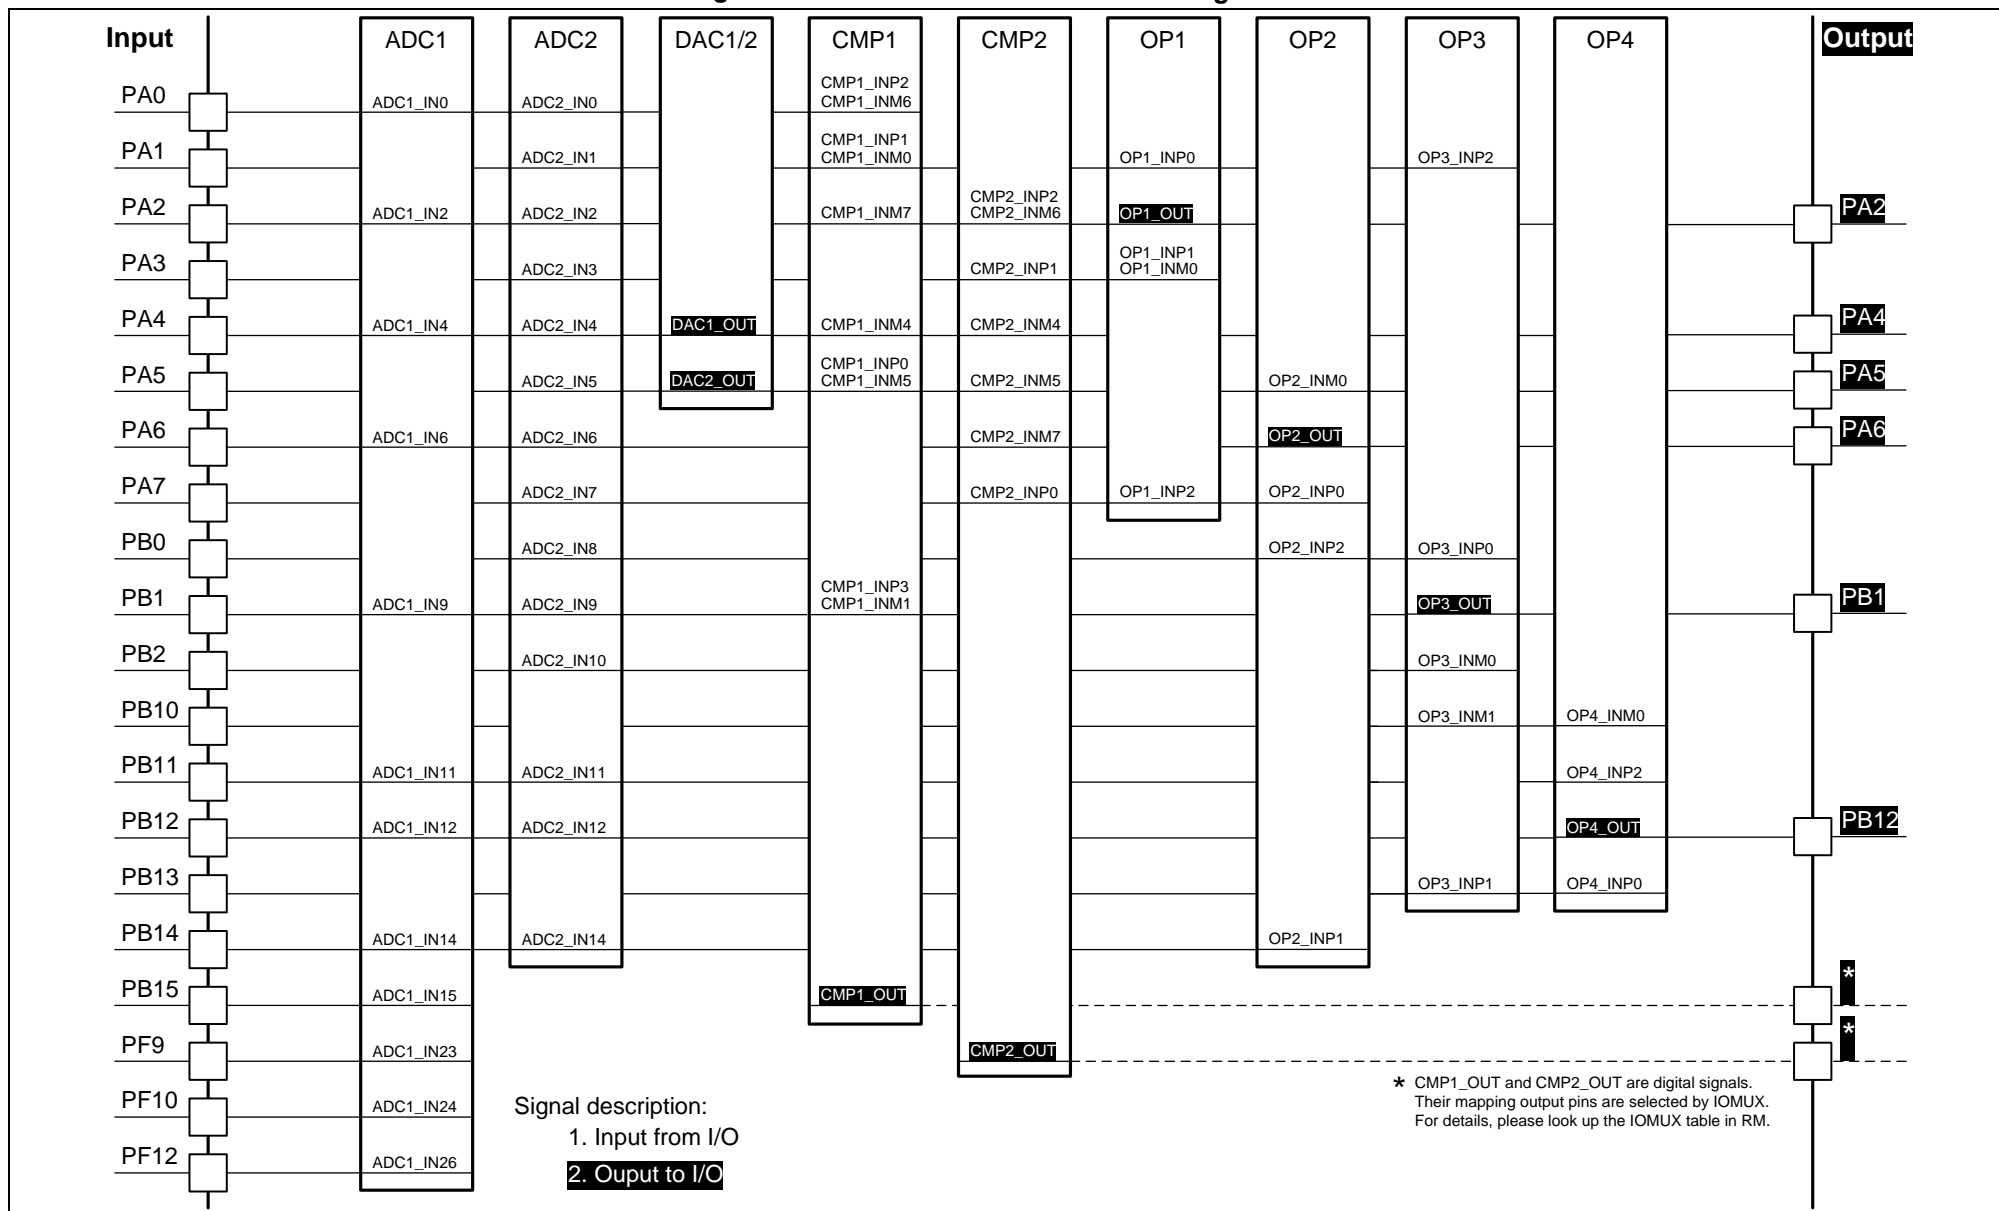 Input ADC1 ADC2 DAC1/2 CMP1 CMP2 OP1 OP2 OP3 OP4 Output
CMP1_INP2
PA0 ADC1_IN0 ADC2_IN0 CMP1_INM6
CMP1_INP1
PA1 ADC2_IN1 CMP1_INM0 OP1_INP0 OP3_INP2
CMP2_INP2
PA2 ADC1_IN2 ADC2_IN2 CMP1_INM7 CMP2_INM6 OP1_OUT PA2
OP1_INP1
PA3 ADC2_IN3 CMP2_INP1 OP1_INM0
PA4 ADC1_IN4 ADC2_IN4 DAC1_OUT CMP1_INM4 CMP2_INM4 PA4
CMP1_INP0
PA5 ADC2_IN5 DAC2_OUT CMP1_INM5 CMP2_INM5 OP2_INM0 PA5
PA6 ADC1_IN6 ADC2_IN6 CMP2_INM7 OP2_OUT PA6
PA7 ADC2_IN7 CMP2_INP0 OP1_INP2 OP2_INP0
PB0 ADC2_IN8 OP2_INP2 OP3_INP0
CMP1_INP3
PB1 ADC1_IN9 ADC2_IN9 CMP1_INM1 OP3_OUT PB1
PB2 ADC2_IN10 OP3_INM0
PB10 OP3_INM1 OP4_INM0
PB11 ADC1_IN11 ADC2_IN11 OP4_INP2
PB12 ADC1_IN12 ADC2_IN12 OP4_OUT PB12
PB13 OP3_INP1 OP4_INP0
PB14 ADC1_IN14 ADC2_IN14 OP2_INP1
PB15 ADC1_IN15 CMP1_OUT *
PF9 ADC1_IN23 CMP2_OUT *
PF10 ADC1_IN24
PF12 ADC1_IN26
Signal description:
1. Input from I/O
2. Ouput to I/O
* CMP1_OUT and CMP2_OUT are digital signals.
Their mapping output pins are selected by IOMUX.
For details, please look up the IOMUX table in RM.